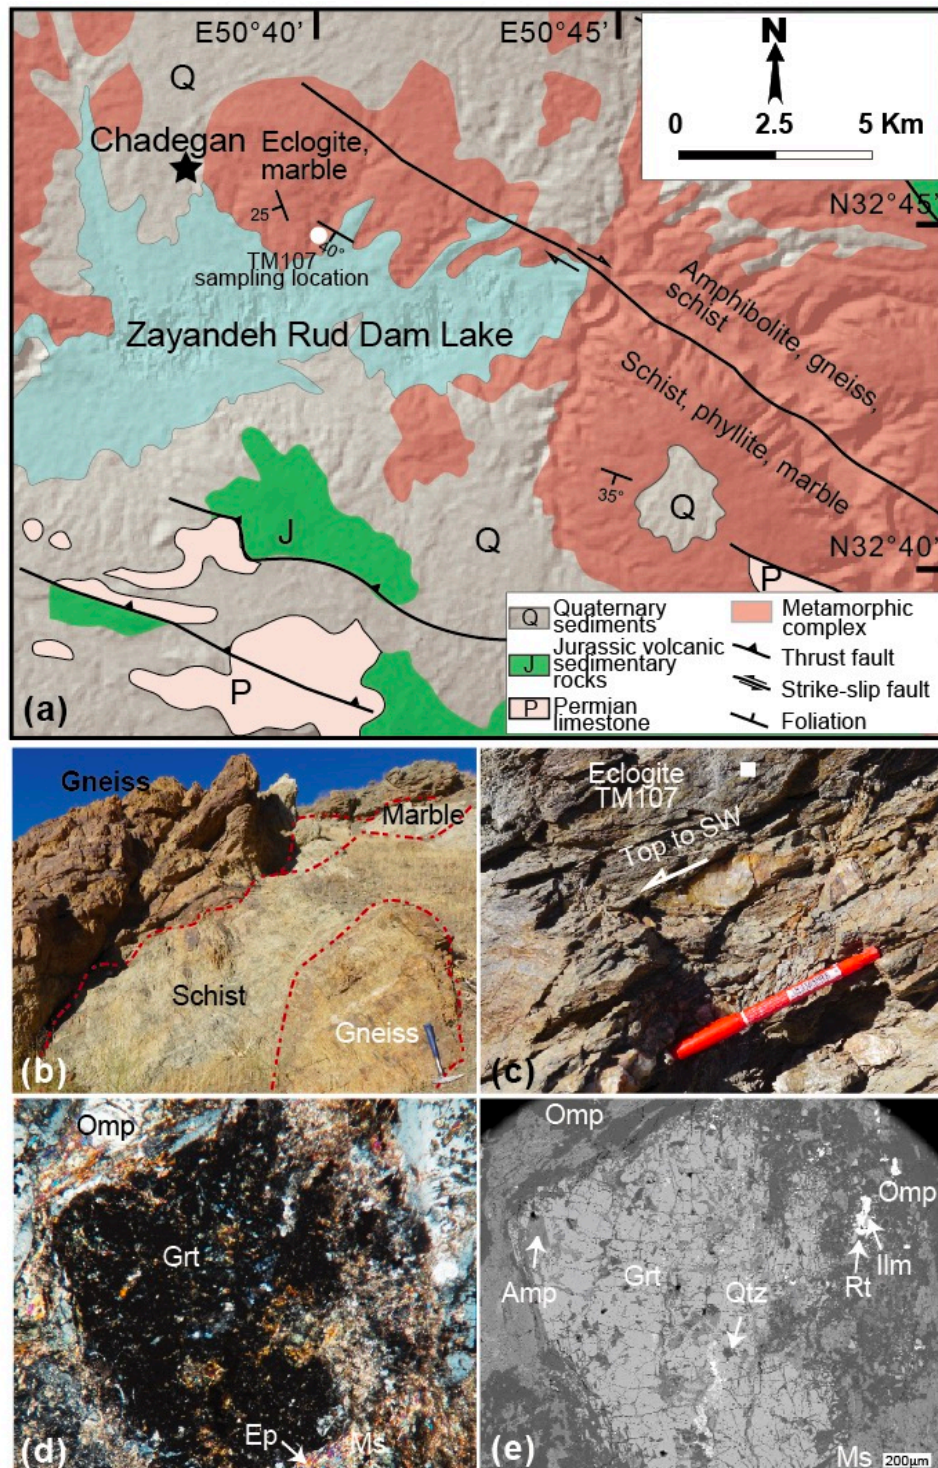 E50°40‘
E50°45‘
N
0
2.5
5 Km
Q
Chadegan
Eclogite,
marble
N32°45‘
25
40°
TM107
sampling location
Amphibolite, gneiss,
schist
Zayandeh Rud Dam Lake
Schist, phyllite, marble
35°
Q
J
Q
N32°40‘
P
P
Q
Quaternary
sediments
J
Jurassic volcanic
sedimentary
rocks
P
Permian
limestone
Metamorphic
complex
Thrust fault
Strike-slip fault
Foliation
(a)
Gneiss
Marble
Schist
Gneiss
(b)
Eclogite
TM107
Top to SW
(c)
Omp
Grt
Ep
Ms
(d)
Omp
Omp
Amp
Grt
Qtz
Rt
Ilm
Ms
200µm
(e)